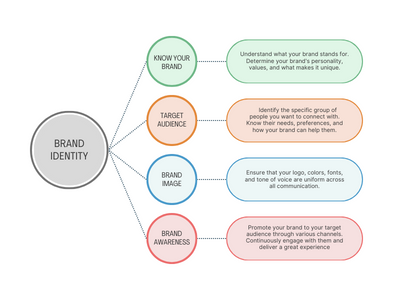 BRAND
IDENTITY
KNOW YOUR
BRAND
Understand what your brand stands for.
Determine your brand's personality,
values, and what makes it unique.
TARGET
AUDIENCE
Identify the specific group of
people you want to connect with.
Know their needs, preferences, and
how your brand can help them.
BRAND
IMAGE
Ensure that your logo, colors, fonts,
and tone of voice are uniform across
all communication.
BRAND
AWARENESS
Promote your brand to your target
audience through various channels.
Continuously engage with them and
deliver a great experience